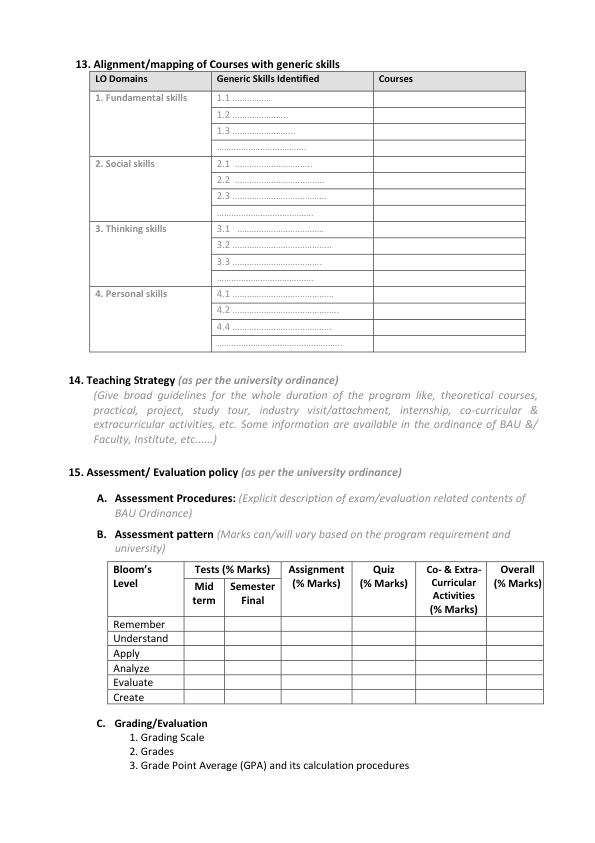 13. Alignment/mapping of Courses with generic skills
LO Domains Generic Skills Identified Courses
1. Fundamental skills 1.1 ……………
1.2 ………………….
1.3 …………………….
………………………………
2. Social skills 2.1 ………………………….
2.2 ………………………………
2.3 ……………………………….
…………………………………
3. Thinking skills 3.1 ……………………………..
3.2 ………………………………….
3.3 ………………………………
…………………………………
4. Personal skills 4.1 ………………………………….
4.2 …………………………………….
4.4 ………………………………….
……………………………………………
14. Teaching Strategy (as per the university ordinance)
(Give broad guidelines for the whole duration of the program like, theoretical courses,
practical, project, study tour, industry visit/attachment, internship, co-curricular &
extracurricular activities, etc. Some information are available in the ordinance of BAU &/
Faculty, Institute, etc......)
15. Assessment/ Evaluation policy (as per the university ordinance)
A. Assessment Procedures: (Explicit description of exam/evaluation related contents of
BAU Ordinance)
B. Assessment pattern (Marks can/will vary based on the program requirement and
university)
Bloom's Level Tests (% Marks) Assignment (% Marks) Quiz (% Marks) Co- & Extra-Curricular Activities (% Marks) Overall (% Marks)
Mid term Semester Final
Remember
Understand
Apply
Analyze
Evaluate
Create
C. Grading/Evaluation
1. Grading Scale
2. Grades
3. Grade Point Average (GPA) and its calculation procedures